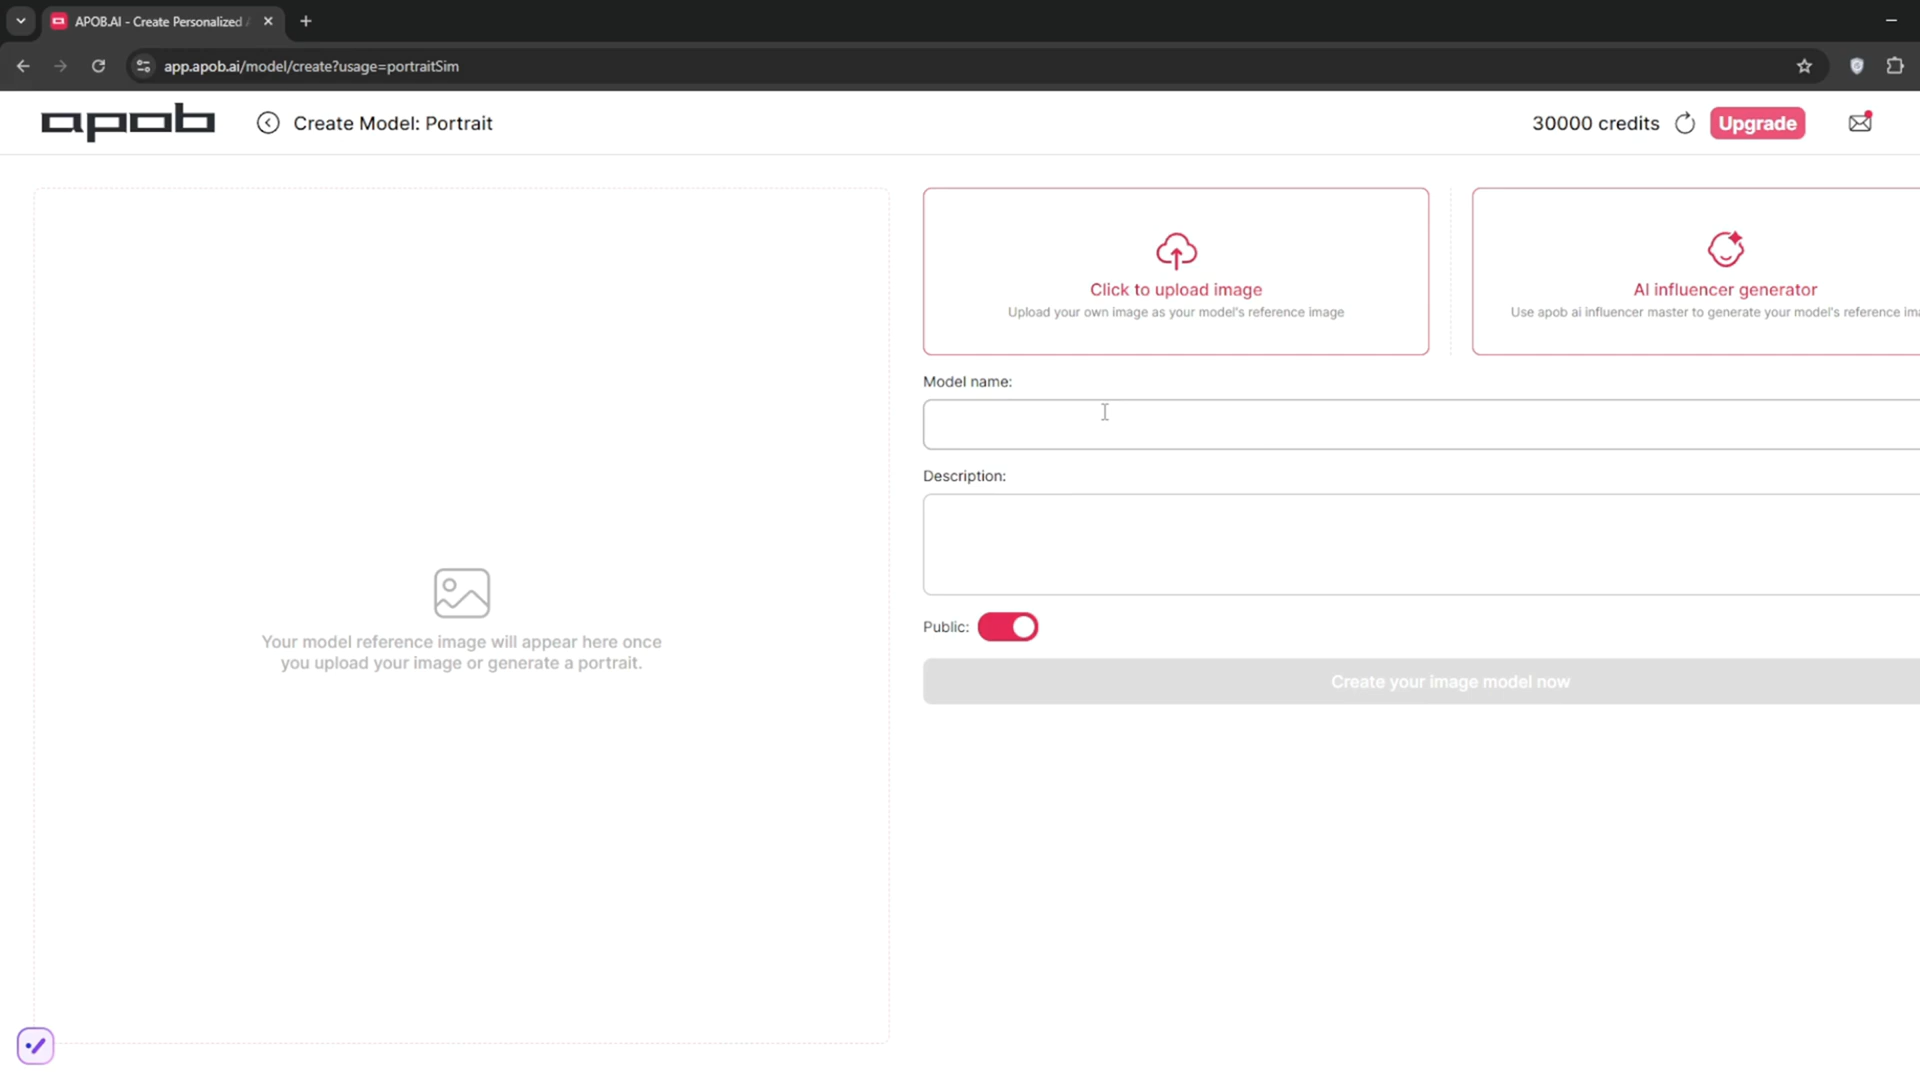 APOB.AI - Create Personalized
app.apob.ai/model/create?usage=portraitSim
apob
Create Model: Portrait
30000 credits
Upgrade
Click to upload image
Upload your own image as your model's reference image
AI influencer generator
Use apob ai influencer master to generate your model's reference
Model name:
Description:
Public:
Create your image model now
Your model reference image will appear here once
you upload your image or generate a portrait.